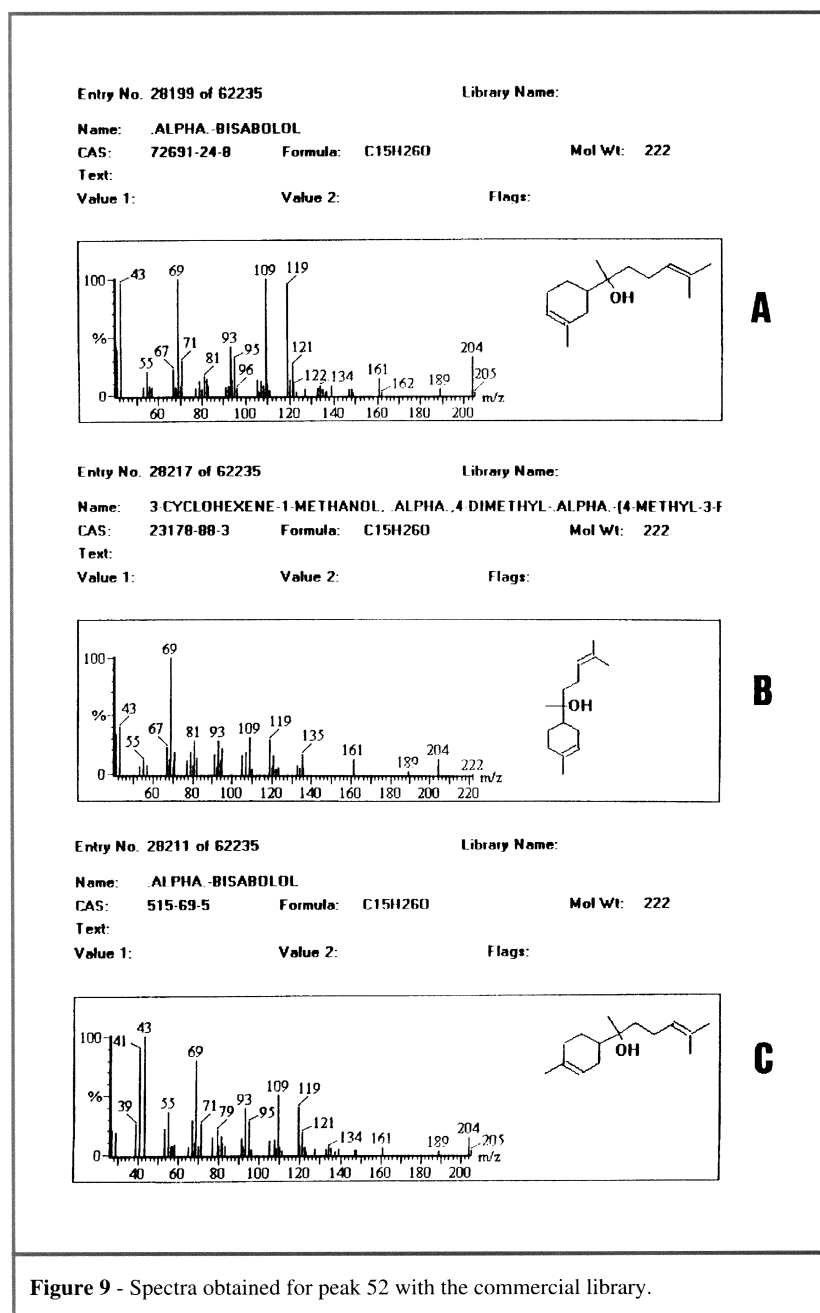 Entry No. 28199 of 62235 Library Name:
Name: .ALPHA.-BISABOLOL
CAS: 72691-24-8 Formula: C15H26O Mol Wt: 222
Text:
Value 1: Value 2: Flags:
100
%
43 55 67 69 71 81 93 95 96 109 119 121 122 134 161 162 189 204 205
OH
A
60 80 100 120 140 160 180 200 m/z
Entry No. 28217 of 62235 Library Name:
Name: 3-CYCLOHEXENE-1-METHANOL, .ALPHA.,4-DIMETHYL-.ALPHA.-(4-METHYL-3-F
CAS: 23178-88-3 Formula: C15H26O Mol Wt: 222
Text:
Value 1: Value 2: Flags:
100
%
0
43 55 67 69 81 93 109 119 135 161 189 204 222
OH
B
60 80 100 120 140 160 180 200 220 m/z
Entry No. 28211 of 62235 Library Name:
Name: .ALPHA.-BISABOLOL
CAS: 515-69-5 Formula: C15H26O Mol Wt: 222
Text:
Value 1: Value 2: Flags:
100
%
0
39 41 43 55 69 71 79 93 95 109 119 121 134 161 189 204 205
OH
C
40 60 80 100 120 140 160 180 200 m/z
Figure 9 - Spectra obtained for peak 52 with the commercial library.